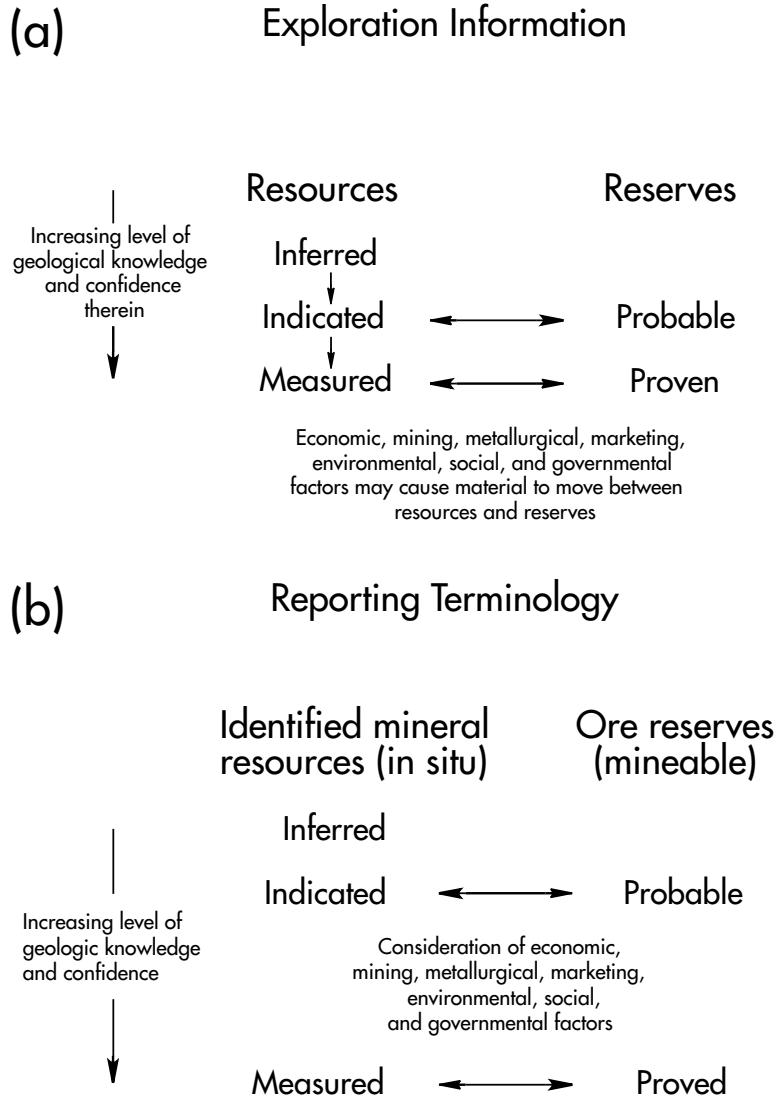 (a)
Exploration Information
Resources
Reserves
Increasing level of
geological knowledge
and confidence
therein
Inferred
Indicated
Probable
Measured
Proven
Economic, mining, metallurgical, marketing,
environmental, social, and governmental
factors may cause material to move between
resources and reserves
(b)
Reporting Terminology
Identified mineral
resources (in situ)
Ore reserves
(mineable)
Inferred
Indicated
Probable
Increasing level of
geologic knowledge
and confidence
Consideration of economic,
mining, metallurgical, marketing,
environmental, social,
and governmental factors
Measured
Proved